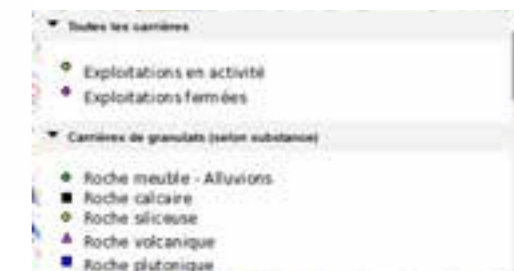 Toutes les carrières
Exploitations en activité
Exploitations fermées
Carrières de granulats (selon substance)
Roche meuble - Alluvions
Roche calcaire
Roche siliceuse
Roche volcanique
Roche plutonique